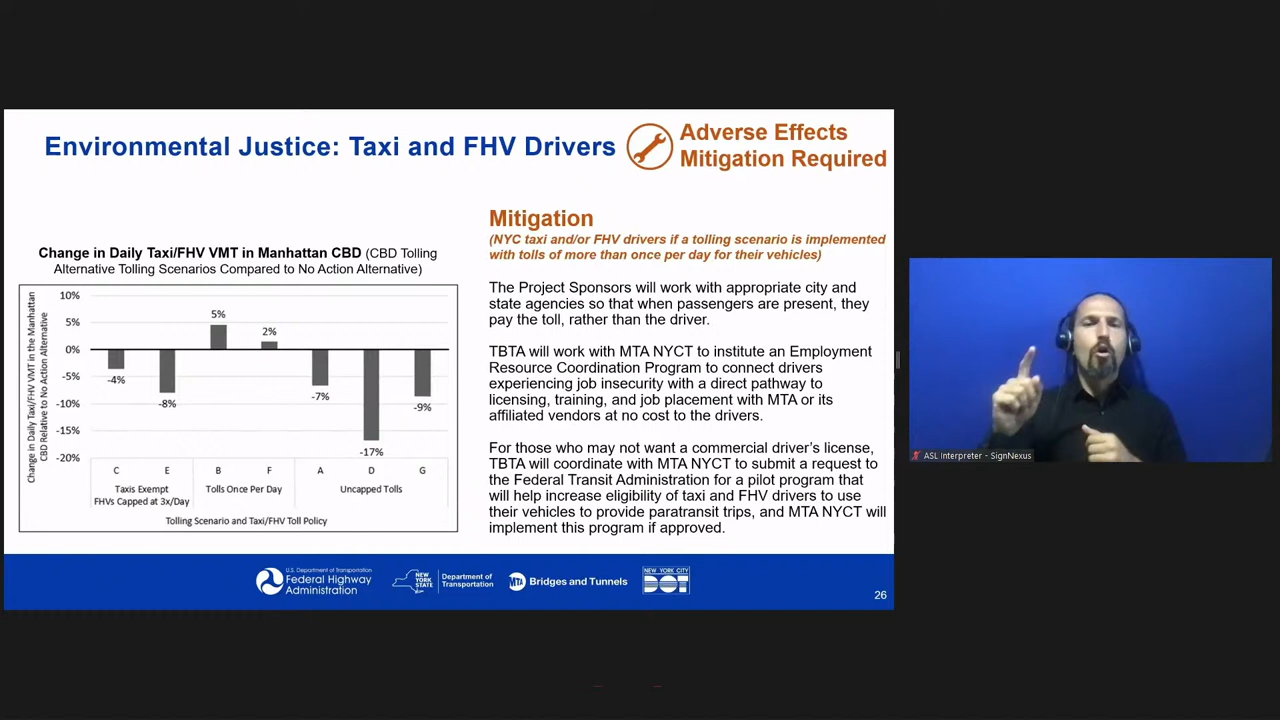 Environmental Justice: Taxi and FHV Drivers
Adverse Effects
Mitigation Required
Change in Daily Taxi/FHV VMT in Manhattan CBD (CBD Tolling
Alternative Tolling Scenarios Compared to No Action Alternative)
Change in Daily Taxi/FHV VMT in the Manhattan
CBD Relative to No Action Alternative
10%
5%
0%
-5%
-10%
-15%
-20%
-4%
-8%
5%
2%
-7%
-17%
-9%
C E B F A D G
Taxis Exempt
FHVs Capped at 3x/Day
Tolls Once Per Day
Uncapped Tolls
Tolling Scenario and Taxi/FHV Toll Policy
Mitigation
(NYC taxi and/or FHV drivers if a tolling scenario is implemented
with tolls of more than once per day for their vehicles)
The Project Sponsors will work with appropriate city and
state agencies so that when passengers are present, they
pay the toll, rather than the driver.
TBTA will work with MTA NYCT to institute an Employment
Resource Coordination Program to connect drivers
experiencing job insecurity with a direct pathway to
licensing, training, and job placement with MTA or its
affiliated vendors at no cost to the drivers.
For those who may not want a commercial driver's license,
TBTA will coordinate with MTA NYCT to submit a request to
the Federal Transit Administration for a pilot program that
will help increase eligibility of taxi and FHV drivers to use
their vehicles to provide paratransit trips, and MTA NYCT will
implement this program if approved.
U.S. Department of Transportation
Federal Highway
Administration
NEW
YORK
STATE
Department of
Transportation
MTA
Bridges and Tunnels
NEW YORK CITY
DOT
26
ASL Interpreter - SignNexus